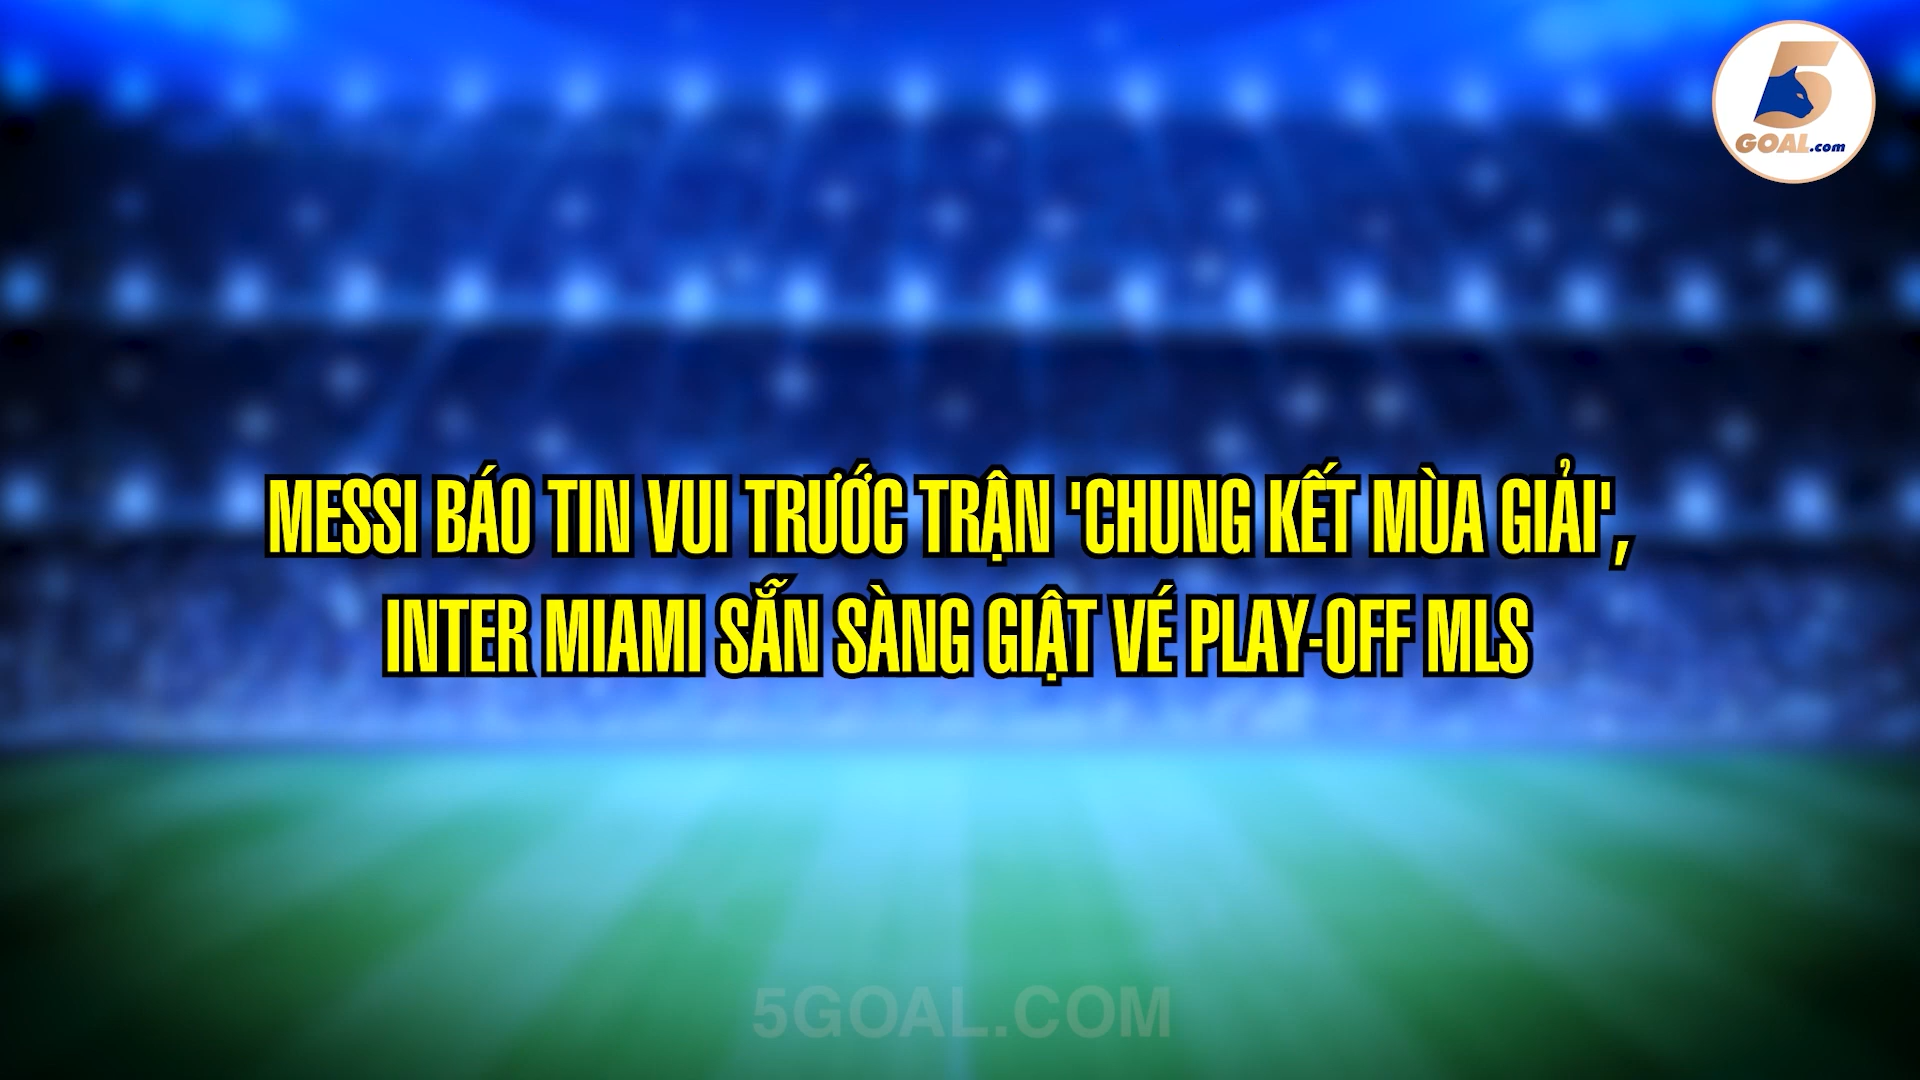 5
GOAL.com
MESSI BÁO TIN VUI TRƯỚC TRẬN 'CHUNG KẾT MÙA GIẢI',
INTER MIAMI SẴN SÀNG GIẬT VÉ PLAY-OFF MLS
5GOAL.COM